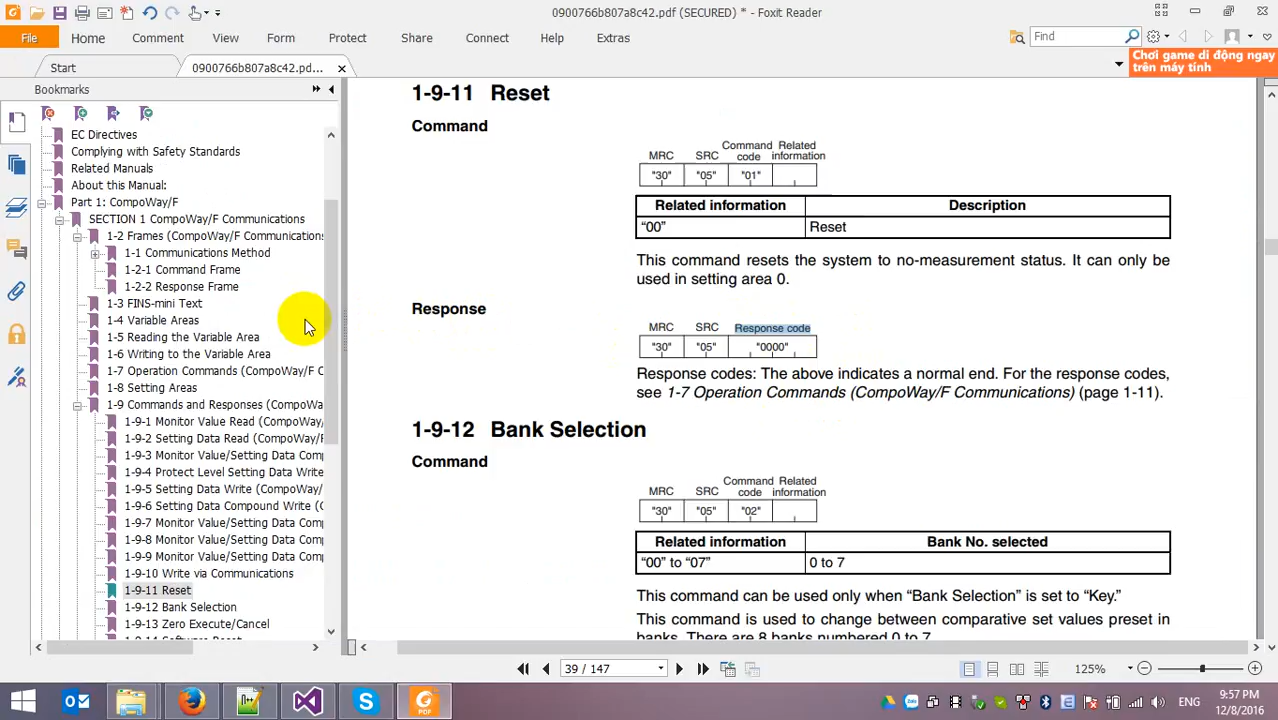 0900766b807a8c42.pdf (SECURED) * - Foxit Reader
File Home Comment View Form Protect Share Connect Help Extras
Find
Start
0900766b807a8c42.pd...
Chơi game di động ngay
trên máy tính
Bookmarks
EC Directives
Complying with Safety Standards
Related Manuals
About this Manual:
Part 1: CompoWay/F
SECTION 1 CompoWay/F Communications
1-2 Frames (CompoWay/F Communications
1-1 Communications Method
1-2-1 Command Frame
1-2-2 Response Frame
1-3 FINS-mini Text
1-4 Variable Areas
1-5 Reading the Variable Area
1-6 Writing to the Variable Area
1-7 Operation Commands (CompoWay/F C
1-8 Setting Areas
1-9 Commands and Responses (CompoWa
1-9-1 Monitor Value Read (CompoWay/
1-9-2 Setting Data Read (CompoWay/F
1-9-3 Monitor Value/Setting Data Com
1-9-4 Protect Level Setting Data Write
1-9-5 Setting Data Write (CompoWay/
1-9-6 Setting Data Compound Write (C
1-9-7 Monitor Value/Setting Data Comp
1-9-8 Monitor Value/Setting Data Com
1-9-9 Monitor Value/Setting Data Com
1-9-10 Write via Communications
1-9-11 Reset
1-9-12 Bank Selection
1-9-13 Zero Execute/Cancel
1-9-14 Software Reset
1-9-11 Reset
Command
MRC SRC Command code Related information
"30" "05" "01"
Related information Description
“00” Reset
This command resets the system to no-measurement status. It can only be
used in setting area 0.
Response
MRC SRC Response code
"30" "05" "0000"
Response codes: The above indicates a normal end. For the response codes,
see 1-7 Operation Commands (CompoWay/F Communications) (page 1-11).
1-9-12 Bank Selection
Command
MRC SRC Command code Related information
"30" "05" "02"
Related information Bank No. selected
“00” to “07” 0 to 7
This command can be used only when “Bank Selection” is set to “Key.”
This command is used to change between comparative set values preset in
banks. There are 8 banks numbered 0 to 7
39 / 147
125%
ENG
9:57 PM
12/8/2016